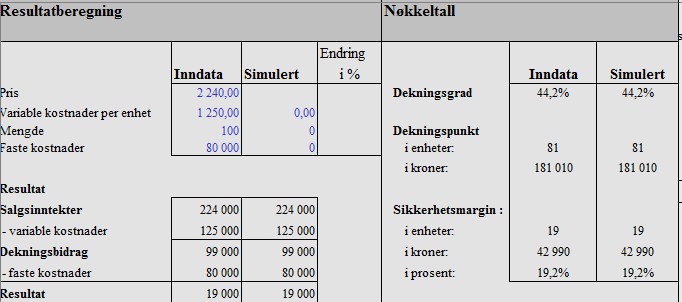 Resultatberegning
Nøkkeltall
Endring
Inndata Simulert i %
Pris 2 240,00
Variable kostnader per enhet 1 250,00 0,00
Mengde 100 0
Faste kostnader 80 000 0
Resultat
Salgsinntekter 224 000 224 000
- variable kostnader 125 000 125 000
Dekningsbidrag 99 000 99 000
- faste kostnader 80 000 80 000
Resultat 19 000 19 000
Inndata Simulert
Dekningsgrad 44,2% 44,2%
Dekningspunkt
i enheter: 81 81
i kroner: 181 010 181 010
Sikkerhetsmargin :
i enheter: 19 19
i kroner: 42 990 42 990
i prosent: 19,2% 19,2%